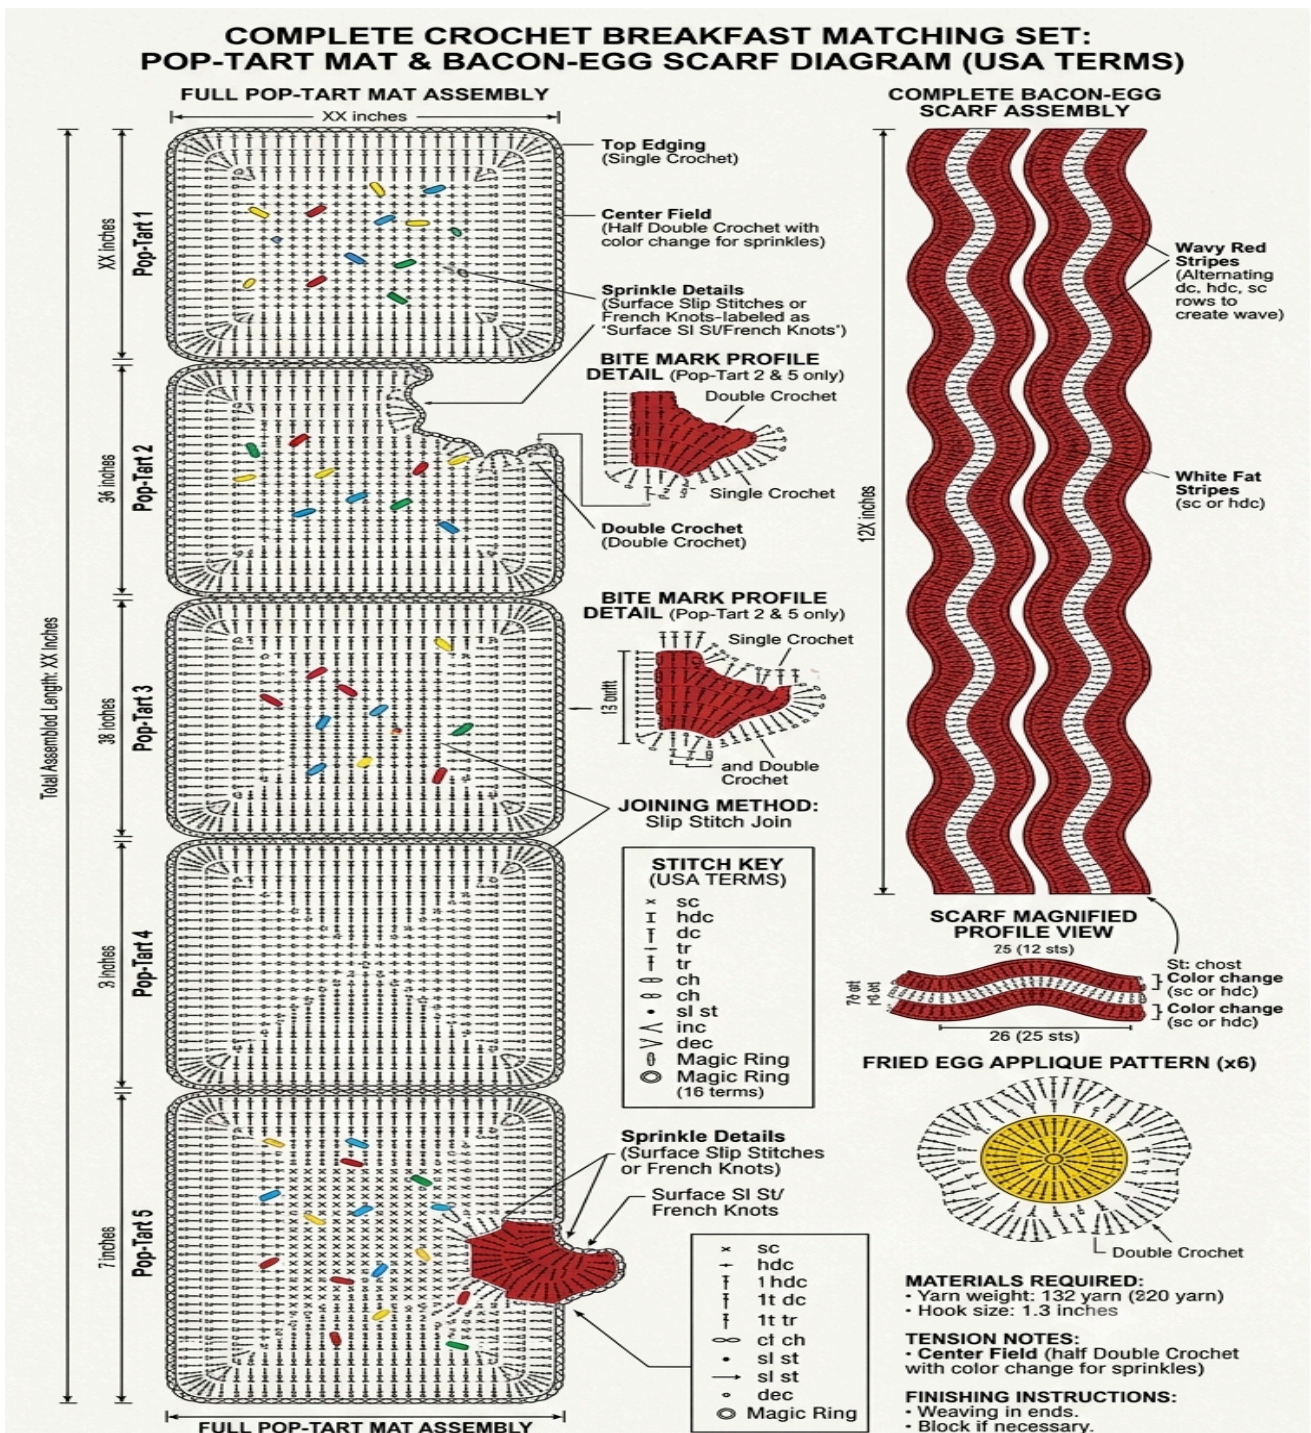 COMPLETE CROCHET BREAKFAST MATCHING SET:
POP-TART MAT & BACON-EGG SCARF DIAGRAM (USA TERMS)
FULL POP-TART MAT ASSEMBLY
XX inches
Total Assembled Length: XX Inches
XX inches
Pop-Tart 1
Top Edging
(Single Crochet)
Center Field
(Half Double Crochet with
color change for sprinkles)
Sprinkle Details
(Surface Slip Stitches or
French Knots-labeled as
"Surface Sl St/French Knots")
36 inches
Pop-Tart 2
BITE MARK PROFILE
DETAIL (Pop-Tart 2 & 5 only)
Double Crochet
Single Crochet
Double Crochet
(Double Crochet)
38 inches
Pop-Tart 3
BITE MARK PROFILE
DETAIL (Pop-Tart 2 & 5 only)
Single Crochet
and Double
Crochet
JOINING METHOD:
Slip Stitch Join
inches
Pop-Tart 4
STITCH KEY
(USA TERMS)
sc
hdc
dc
tr
tr
ch
ch
sl st
inc
dec
Magic Ring
Magic Ring
(16 terms)
7 inches
Pop-Tart 5
Sprinkle Details
(Surface Slip Stitches
or French Knots)
Surface Sl St/
French Knots
sc
hdc
1 hdc
1t dc
1t tr
ct ch
sl st
sl st
dec
Magic Ring
FULL POP-TART MAT ASSEMBLY
COMPLETE BACON-EGG
SCARF ASSEMBLY
12X inches
Wavy Red
Stripes
(Alternating
dc, hdc, sc
rows to
create wave)
White Fat
Stripes
(sc or hdc)
SCARF MAGNIFIED
PROFILE VIEW
25 (12 sts)
St: chost
Color change
(sc or hdc)
Color change
(sc or hdc)
26 (25 sts)
FRIED EGG APPLIQUE PATTERN (x6)
Double Crochet
MATERIALS REQUIRED:
• Yarn weight: 132 yarn (220 yarn)
• Hook size: 1.3 inches
TENSION NOTES:
• Center Field (half Double Crochet
with color change for sprinkles)
FINISHING INSTRUCTIONS:
• Weaving in ends.
• Block if necessary.